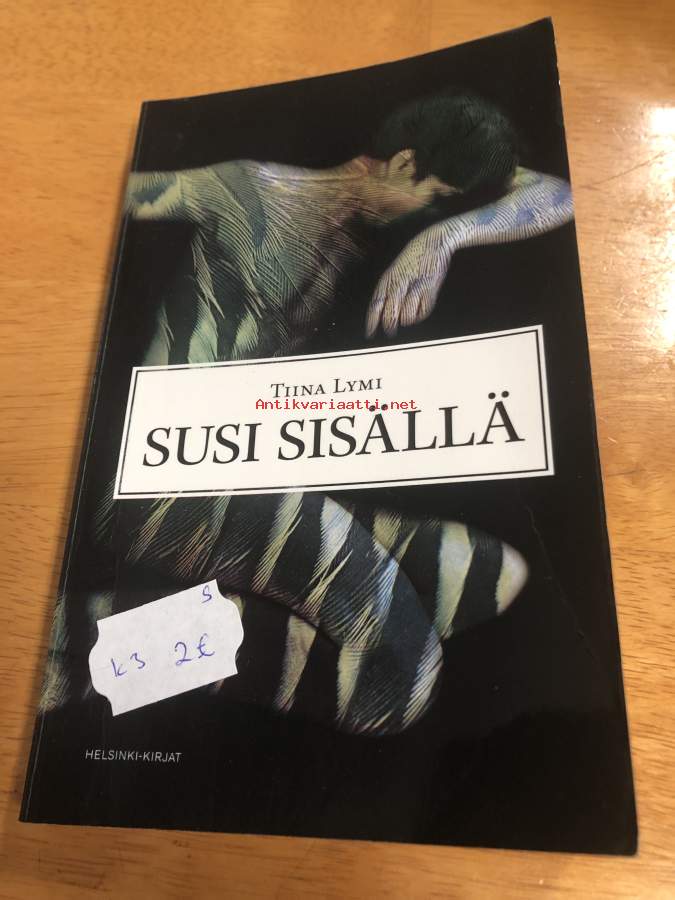 TIINA LYMI
Antikvariaatti.net
SUSI SISÄLLÄ
S
k3 2€
HELSINKI-KIRJAT